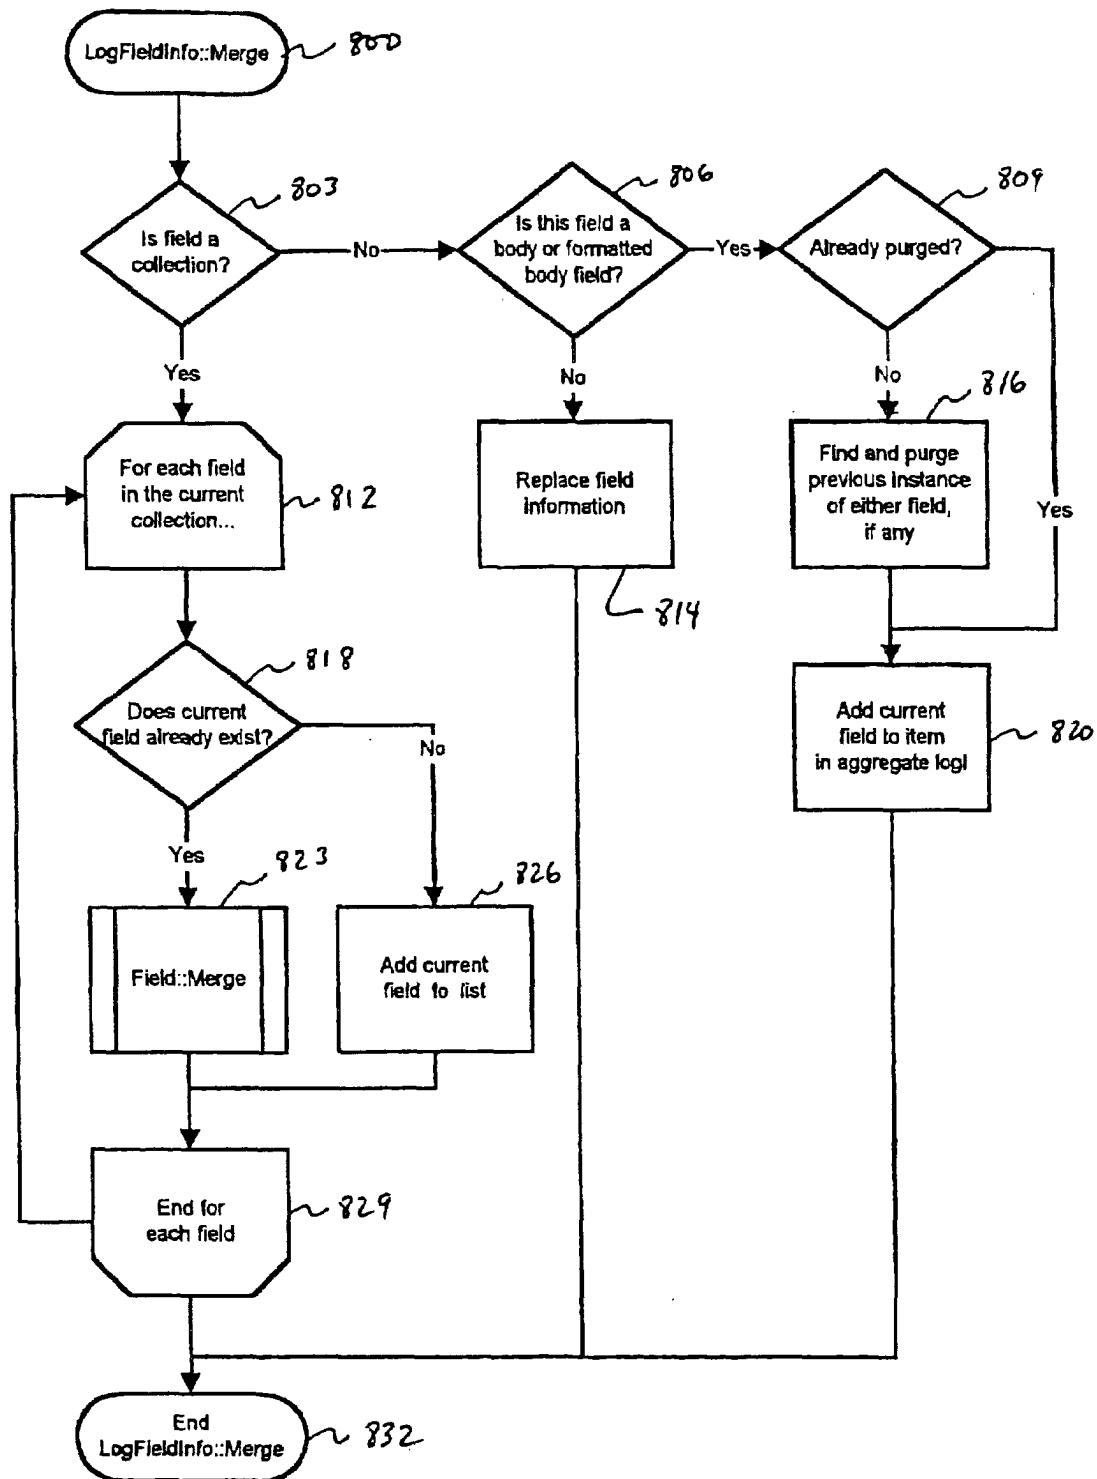 LogFieldInfo::Merge
800
803
Is field a
collection?
No
806
Is this field a
body or formatted
body field?
Yes
809
Already purged?
Yes
No
No
816
For each field
in the current
collection...
812
Replace field
information
814
Find and purge
previous instance
of either field,
if any
Yes
818
Does current
field already exist?
No
Add current
field to item
in aggregate logl
820
Yes
823
826
Field::Merge
Add current
field to list
End for
each field
829
End
LogFieldInfo::Merge
832